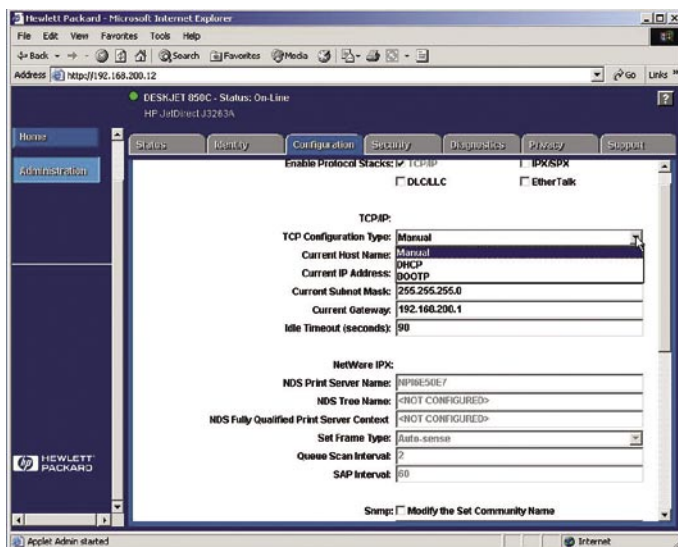 Hewlett Packard - Microsoft Internet Explorer
File Edit View Favorites Tools Help
Back Search Favorites Media
Address http://192.168.200.12 Go Links »
DESKJET 850C - Status: On-Line ?
HP JetDirect J3263A
Home Status Identity Configuration Security Diagnostics Privacy Support
Administration
Enable Protocol Stacks: TCP/IP IPX/SPX
DLC/LLC EtherTalk
TCP/IP:
TCP Configuration Type: Manual
Current Host Name: Manual
DHCP
Current IP Address: BOOTP
Current Subnet Mask: 255.255.255.0
Current Gateway: 192.168.200.1
Idle Timeout (seconds): 90
NetWare IPX:
NDS Print Server Name: NPI6E50E7
NDS Tree Name: <NOT CONFIGURED>
NDS Fully Qualified Print Server Context <NOT CONFIGURED>
Set Frame Type: Auto-sense
Queue Scan Interval: 2
SAP Interval: 60
hp HEWLETT
PACKARD
Snmp: Modify the Set Community Name
Applet Admin started Internet